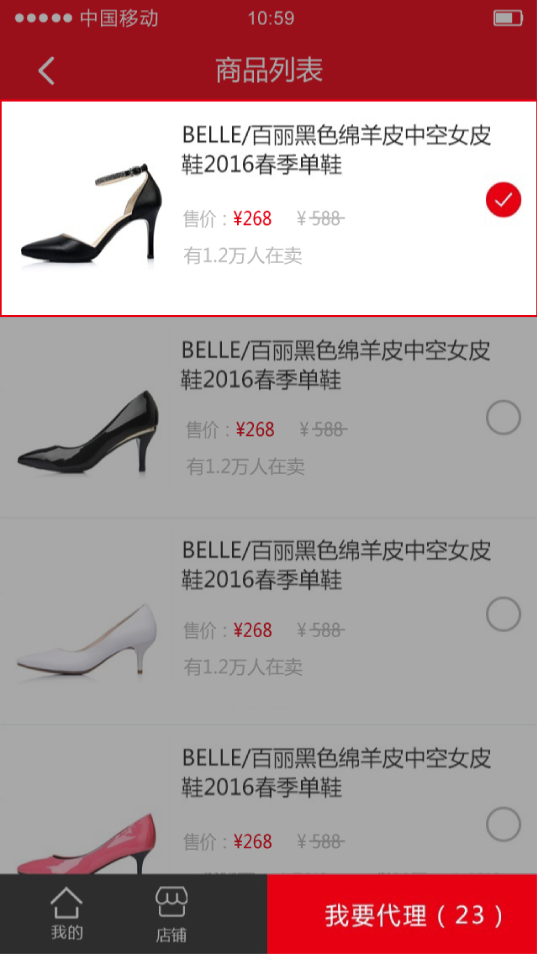 中国移动 10:59
商品列表
BELLE/百丽黑色绵羊皮中空女皮
鞋2016春季单鞋
售价：¥268 ¥588
有1.2万人在卖
BELLE/百丽黑色绵羊皮中空女皮
鞋2016春季单鞋
售价：¥268 ¥588
有1.2万人在卖
BELLE/百丽黑色绵羊皮中空女皮
鞋2016春季单鞋
售价：¥268 ¥588
有1.2万人在卖
BELLE/百丽黑色绵羊皮中空女皮
鞋2016春季单鞋
售价：¥268 ¥588
我的 店铺 我要代理（23）